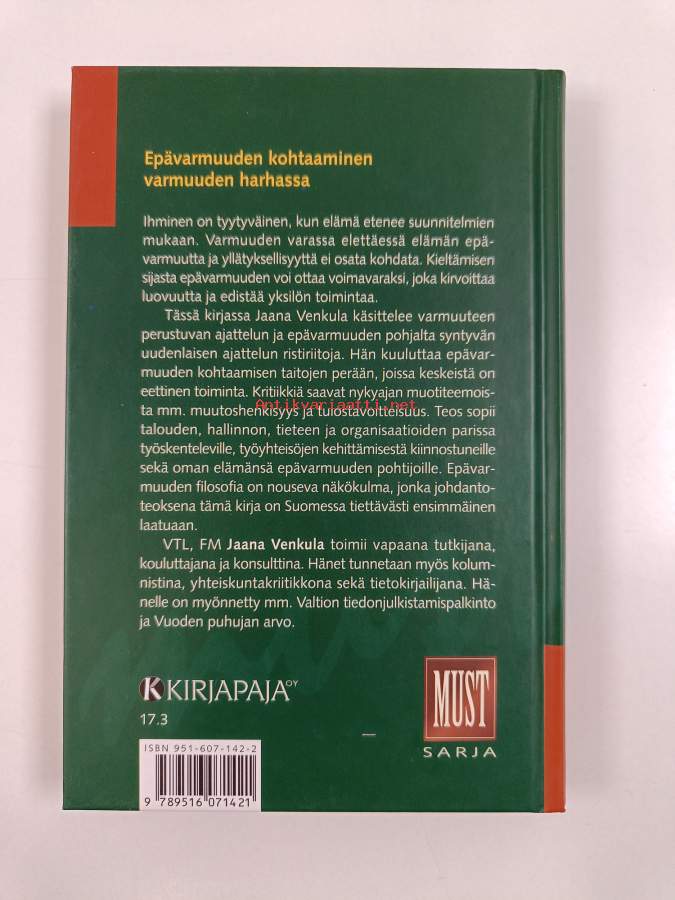 Epävarmuuden kohtaaminen
varmuuden harhassa
Ihminen on tyytyväinen, kun elämä etenee suunnitelmien
mukaan. Varmuuden varassa elettäessä elämän epä-
varmuutta ja yllätyksellisyyttä ei osata kohdata. Kieltämisen
sijasta epävarmuuden voi ottaa voimavaraksi, joka kirvoittaa
luovuutta ja edistää yksilön toimintaa.
Tässä kirjassa Jaana Venkula käsittelee varmuuteen
perustuvan ajattelun ja epävarmuuden pohjalta syntyvän
uudenlaisen ajattelun ristiriitoja. Hän kuuluttaa epävar-
muuden kohtaamisen taitojen perään, joissa keskeistä on
eettinen toiminta. Kritiikkiä saavat nykyajan muotiteemois-
ta mm. muutoshenkisyys ja tulostavoitteisuus. Teos sopii
Antikvariaatti.net
talouden, hallinnon, tieteen ja organisaatioiden parissa
työskenteleville, työyhteisöjen kehittämisestä kiinnostuneille
sekä oman elämänsä epävarmuuden pohtijoille. Epävar-
muuden filosofia on nouseva näkökulma, jonka johdanto-
teoksena tämä kirja on Suomessa tiettävästi ensimmäinen
laatuaan.
VTL, FM Jaana Venkula toimii vapaana tutkijana,
kouluttajana ja konsulttina. Hänet tunnetaan myös kolum-
nistina, yhteiskuntakriitikkona sekä tietokirjailijana. Hä-
nelle on myönnetty mm. Valtion tiedonjulkistamispalkinto
ja Vuoden puhujan arvo.
K KIRJAPAJA OY
MUST
SARJA
17.3
ISBN 951-607-142-2
9 789516 071421